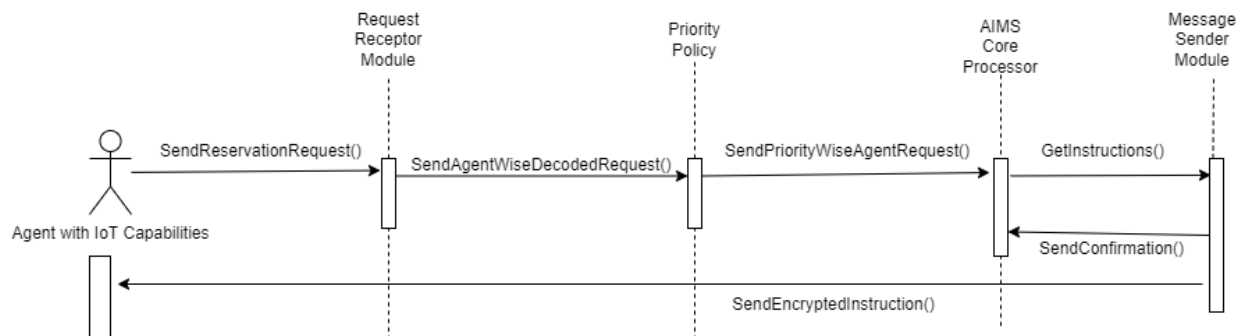 Request
Receptor
Module
Priority
Policy
AIMS
Core
Processor
Message
Sender
Module
SendReservationRequest()
SendAgentWiseDecodedRequest()
SendPriorityWiseAgentRequest()
GetInstructions()
Agent with IoT Capabilities
SendConfirmation()
SendEncryptedInstruction()